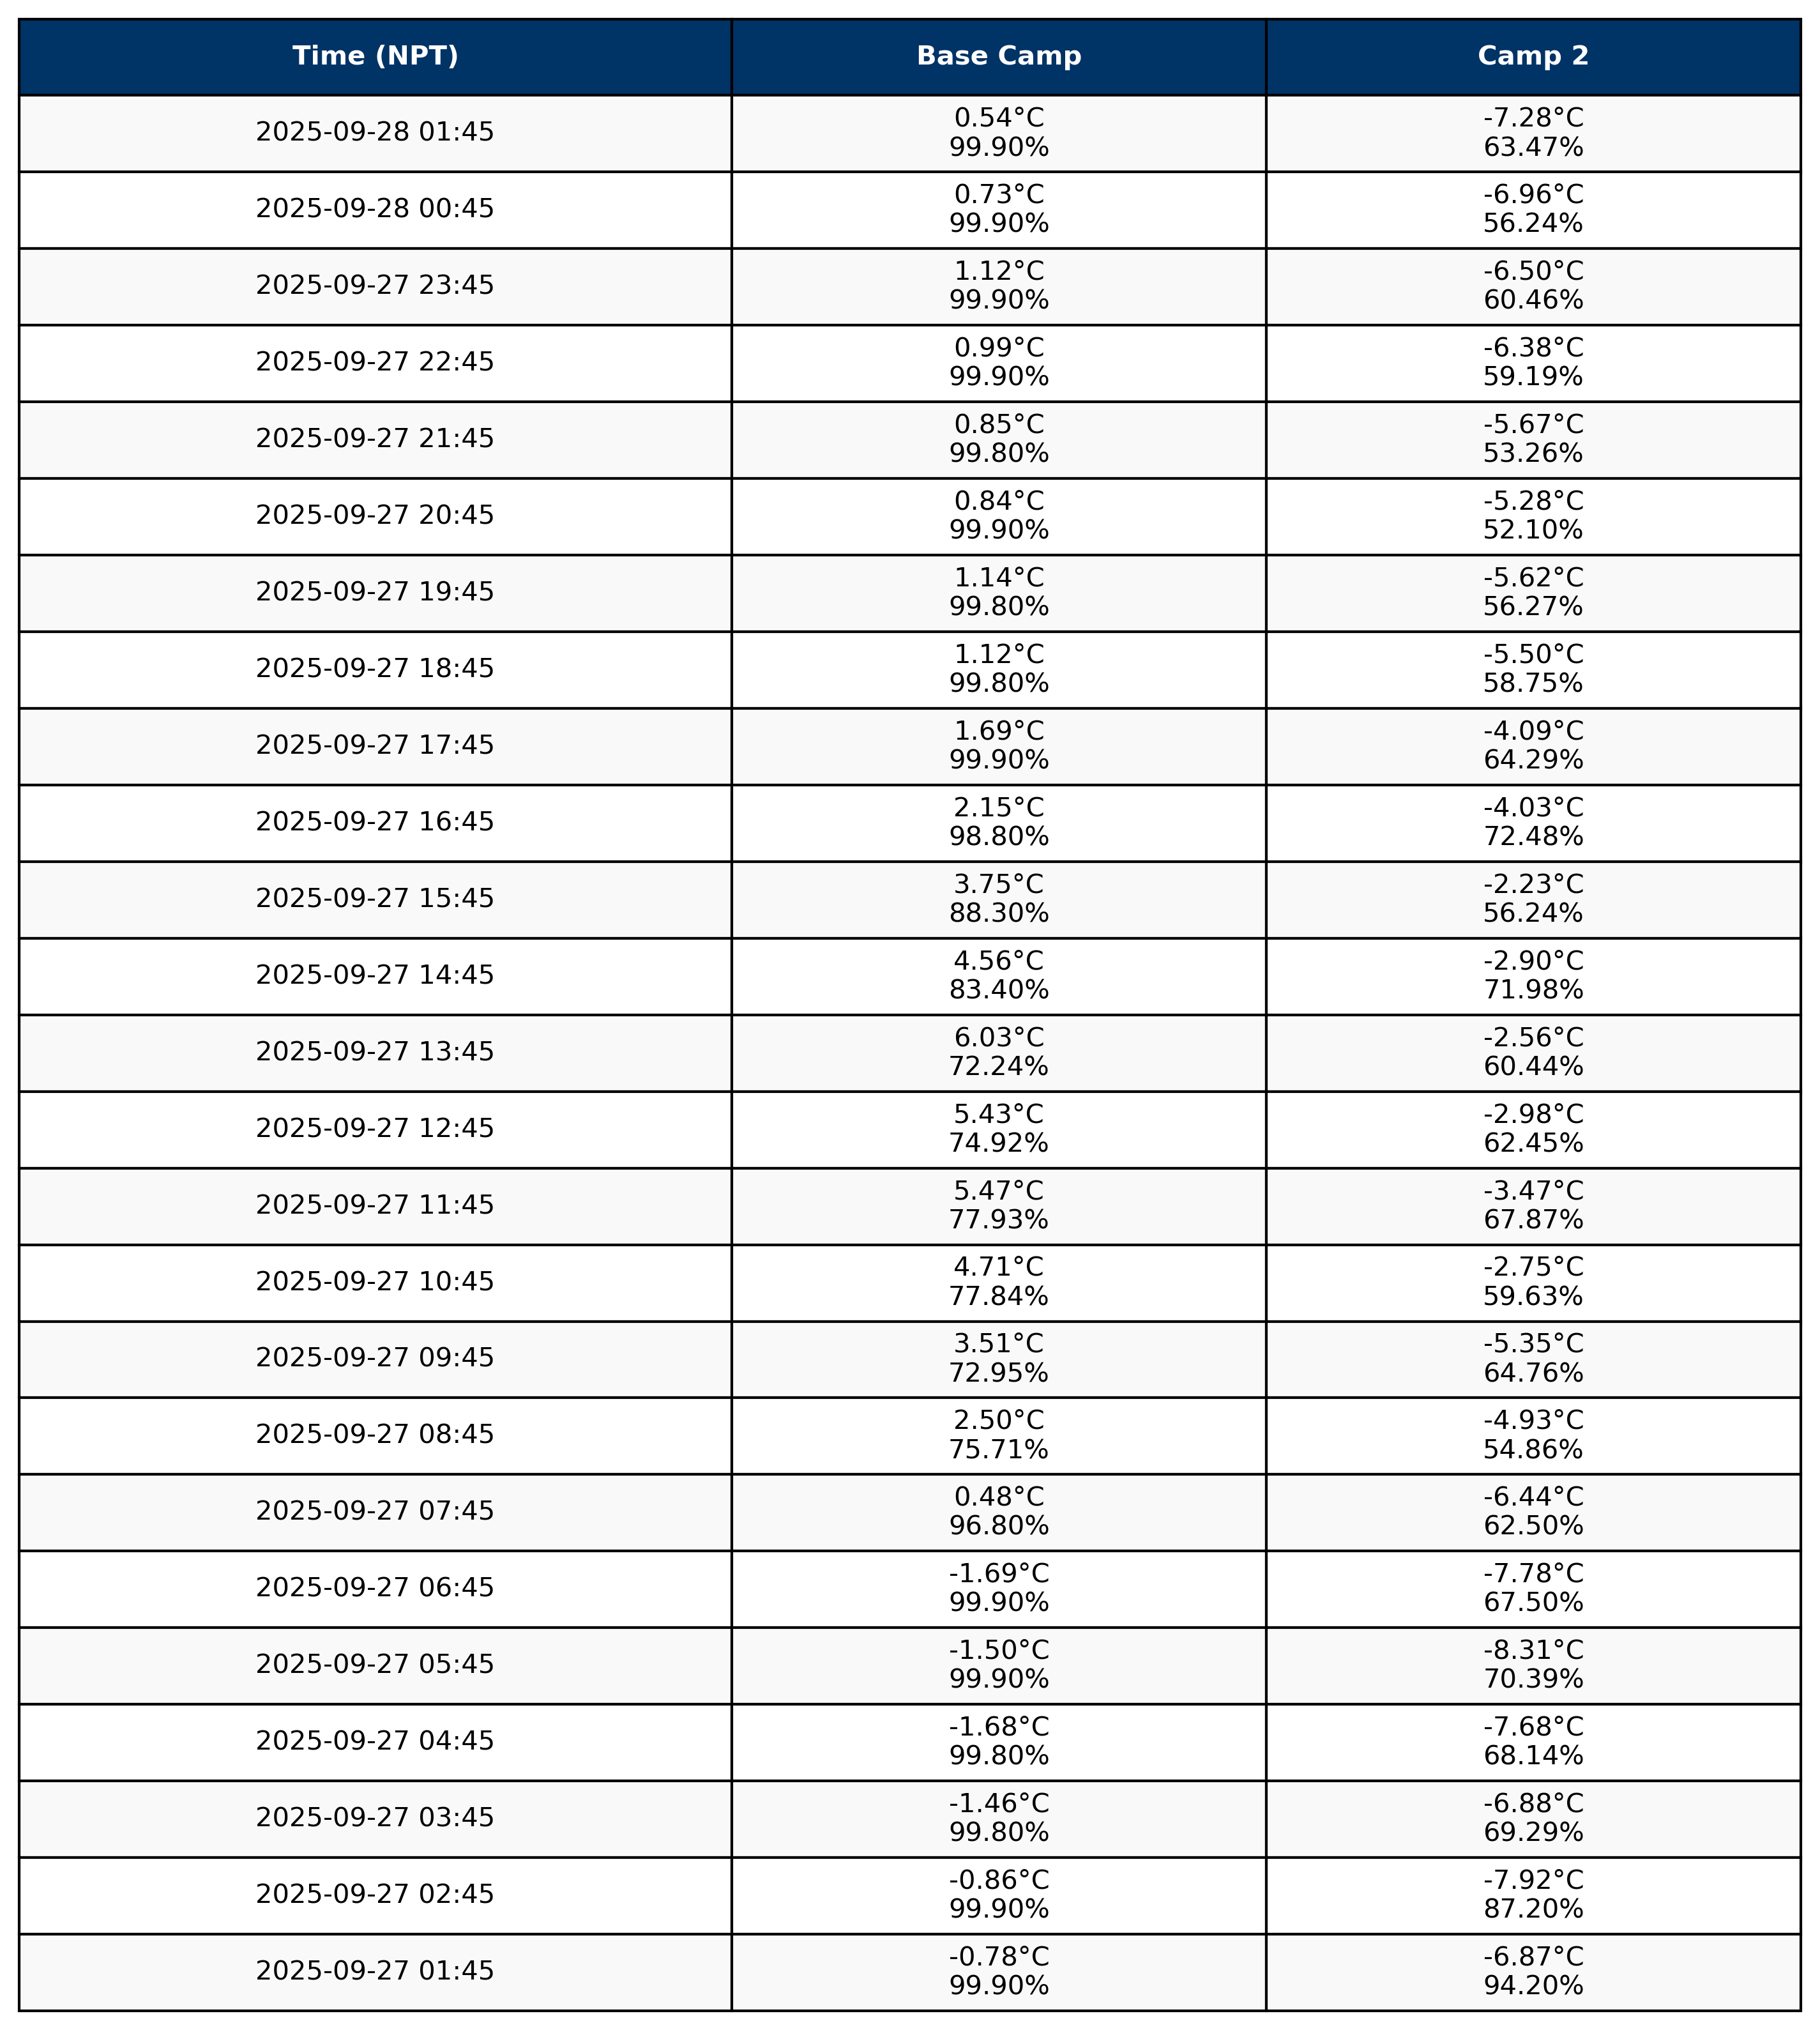 Time (NPT) Base Camp Camp 2
2025-09-28 01:45 0.54°C -7.28°C
99.90% 63.47%
2025-09-28 00:45 0.73°C -6.96°C
99.90% 56.24%
2025-09-27 23:45 1.12°C -6.50°C
99.90% 60.46%
2025-09-27 22:45 0.99°C -6.38°C
99.90% 59.19%
2025-09-27 21:45 0.85°C -5.67°C
99.80% 53.26%
2025-09-27 20:45 0.84°C -5.28°C
99.90% 52.10%
2025-09-27 19:45 1.14°C -5.62°C
99.80% 56.27%
2025-09-27 18:45 1.12°C -5.50°C
99.80% 58.75%
2025-09-27 17:45 1.69°C -4.09°C
99.90% 64.29%
2025-09-27 16:45 2.15°C -4.03°C
98.80% 72.48%
2025-09-27 15:45 3.75°C -2.23°C
88.30% 56.24%
2025-09-27 14:45 4.56°C -2.90°C
83.40% 71.98%
2025-09-27 13:45 6.03°C -2.56°C
72.24% 60.44%
2025-09-27 12:45 5.43°C -2.98°C
74.92% 62.45%
2025-09-27 11:45 5.47°C -3.47°C
77.93% 67.87%
2025-09-27 10:45 4.71°C -2.75°C
77.84% 59.63%
2025-09-27 09:45 3.51°C -5.35°C
72.95% 64.76%
2025-09-27 08:45 2.50°C -4.93°C
75.71% 54.86%
2025-09-27 07:45 0.48°C -6.44°C
96.80% 62.50%
2025-09-27 06:45 -1.69°C -7.78°C
99.90% 67.50%
2025-09-27 05:45 -1.50°C -8.31°C
99.90% 70.39%
2025-09-27 04:45 -1.68°C -7.68°C
99.80% 68.14%
2025-09-27 03:45 -1.46°C -6.88°C
99.80% 69.29%
2025-09-27 02:45 -0.86°C -7.92°C
99.90% 87.20%
2025-09-27 01:45 -0.78°C -6.87°C
99.90% 94.20%